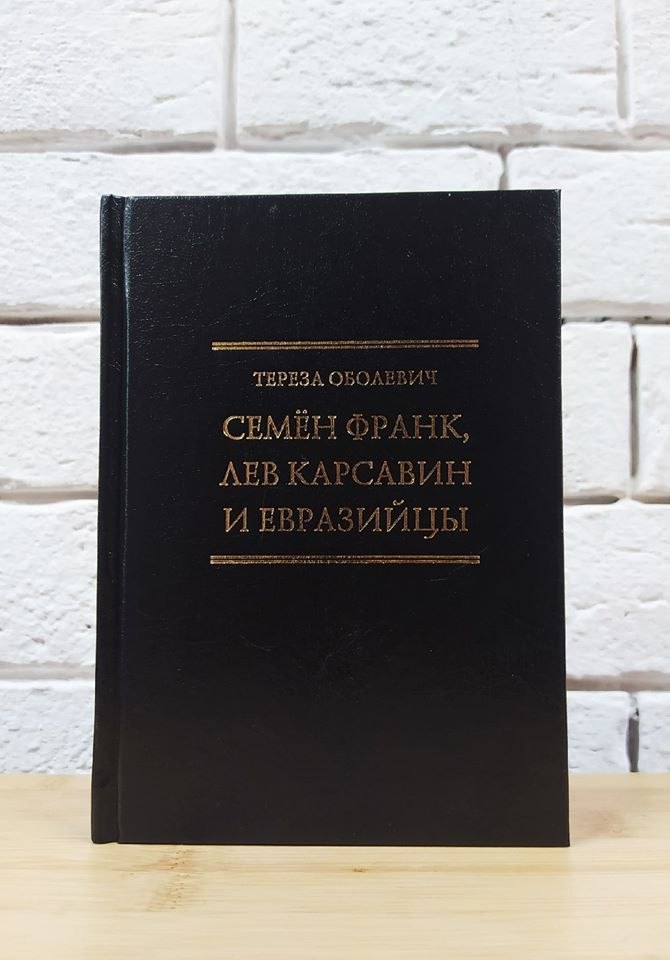 ТЕРЕЗА ОБОЛЕВИЧ
СЕМЁН ФРАНК,
ЛЕВ КАРСАВИН
И ЕВРАЗИЙЦЫ